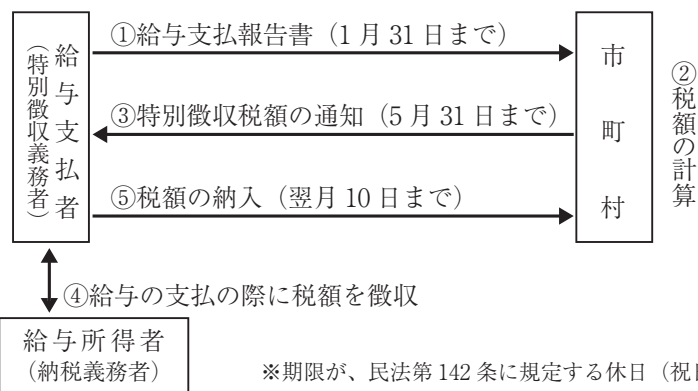 ①給与支払報告書(1月31日まで)
給与支払者
(特別徴収義務者)
市町村
②税額の計算
③特別徴収税額の通知(5月31日まで)
⑤税額の納入(翌月10日まで)
④給与の支払の際に税額を徴収
給与所得者
(納税義務者)
※期限が、民法第142条に規定する休日(祝